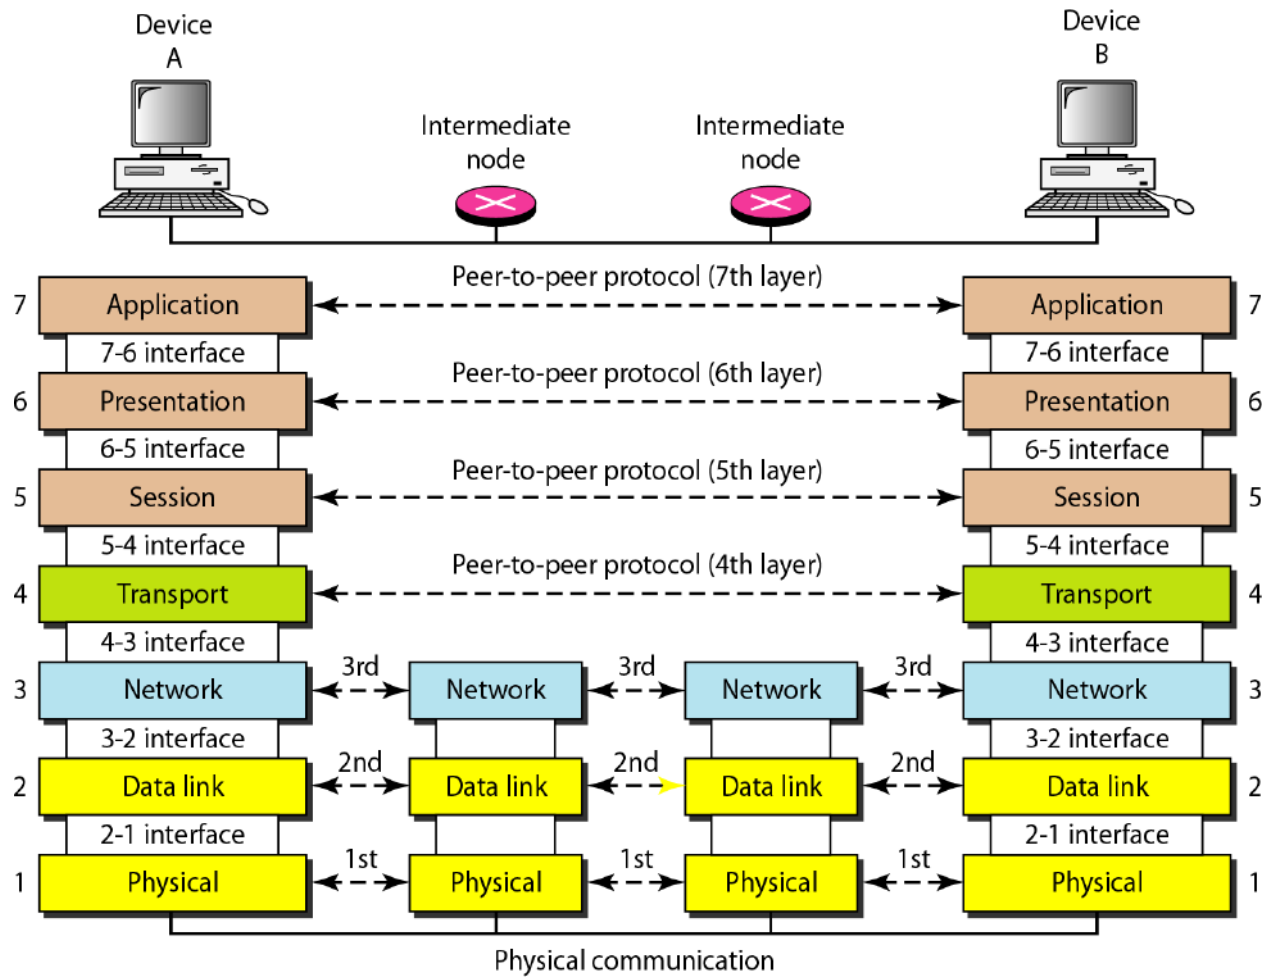 Device
A
Device
B
Intermediate
node
Intermediate
node
Peer-to-peer protocol (7th layer)
7 Application Application 7
7-6 interface 7-6 interface
Peer-to-peer protocol (6th layer)
6 Presentation Presentation 6
6-5 interface 6-5 interface
Peer-to-peer protocol (5th layer)
5 Session Session 5
5-4 interface 5-4 interface
Peer-to-peer protocol (4th layer)
4 Transport Transport 4
4-3 interface 4-3 interface
3rd 3rd 3rd
3 Network Network Network Network 3
3-2 interface 3-2 interface
2nd 2nd 2nd
2 Data link Data link Data link Data link 2
2-1 interface 2-1 interface
1st 1st 1st
1 Physical Physical Physical Physical 1
Physical communication